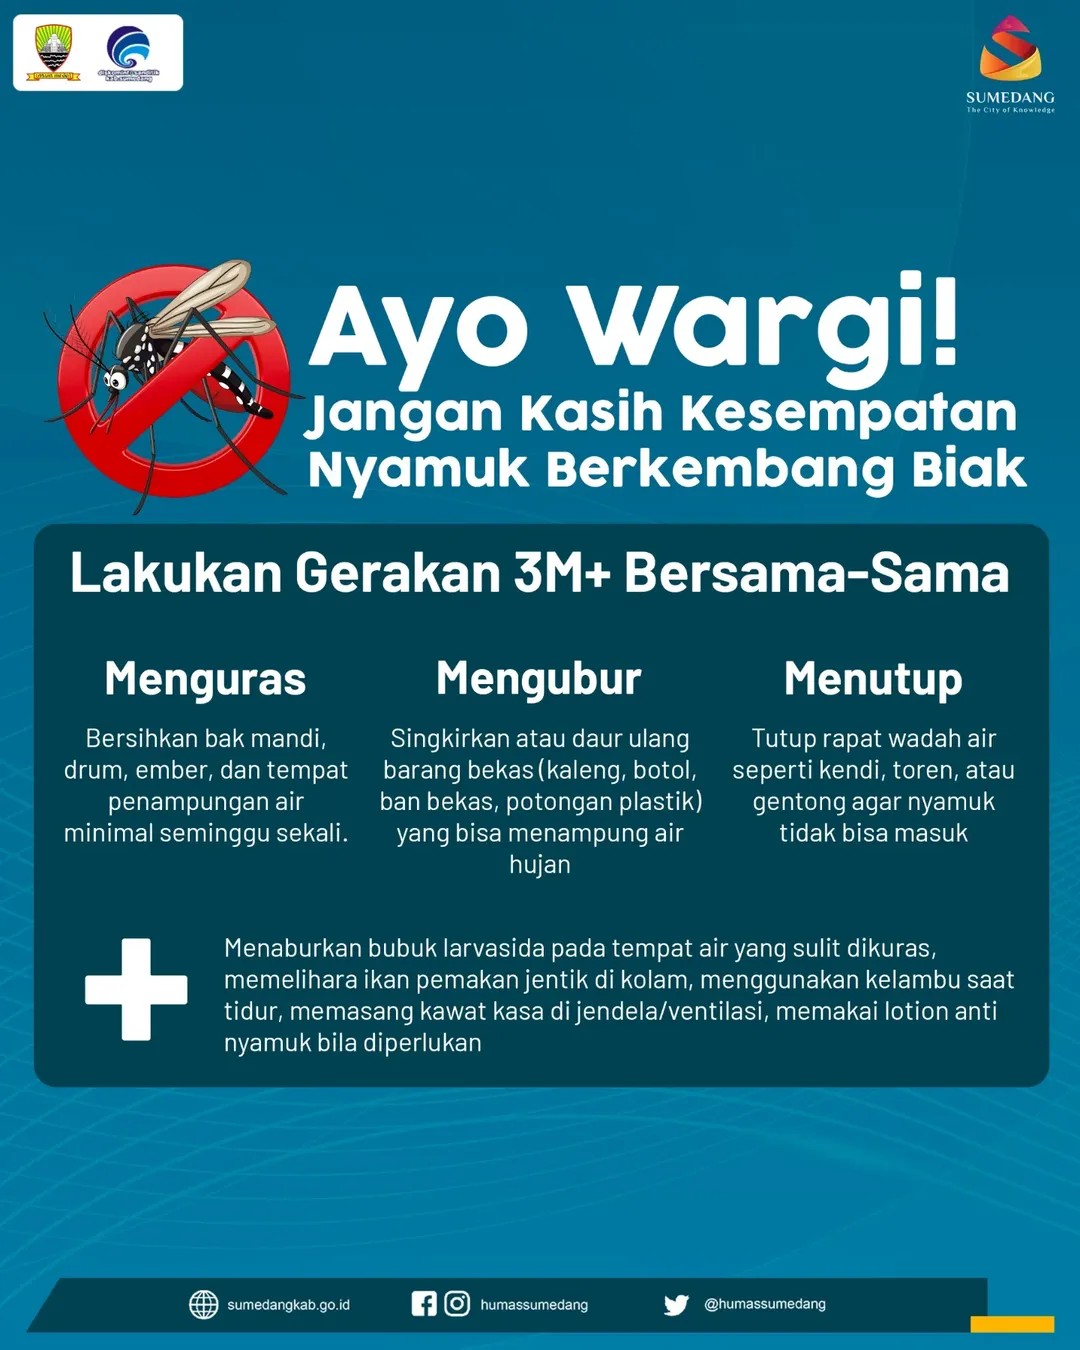 diskominfosanditik
kab.sumedang
SUMEDANG
The City of Knowledge
Ayo Wargi!
Jangan Kasih Kesempatan
Nyamuk Berkembang Biak
Lakukan Gerakan 3M+ Bersama-Sama
Menguras
Bersihkan bak mandi,
drum, ember, dan tempat
penampungan air
minimal seminggu sekali.
Mengubur
Singkirkan atau daur ulang
barang bekas (kaleng, botol,
ban bekas, potongan plastik)
yang bisa menampung air
hujan
Menutup
Tutup rapat wadah air
seperti kendi, toren, atau
gentong agar nyamuk
tidak bisa masuk
Menaburkan bubuk larvasida pada tempat air yang sulit dikuras,
memelihara ikan pemakan jentik di kolam, menggunakan kelambu saat
tidur, memasang kawat kasa di jendela/ventilasi, memakai lotion anti
nyamuk bila diperlukan
sumedangkab.go.id
humassumedang
@humassumedang